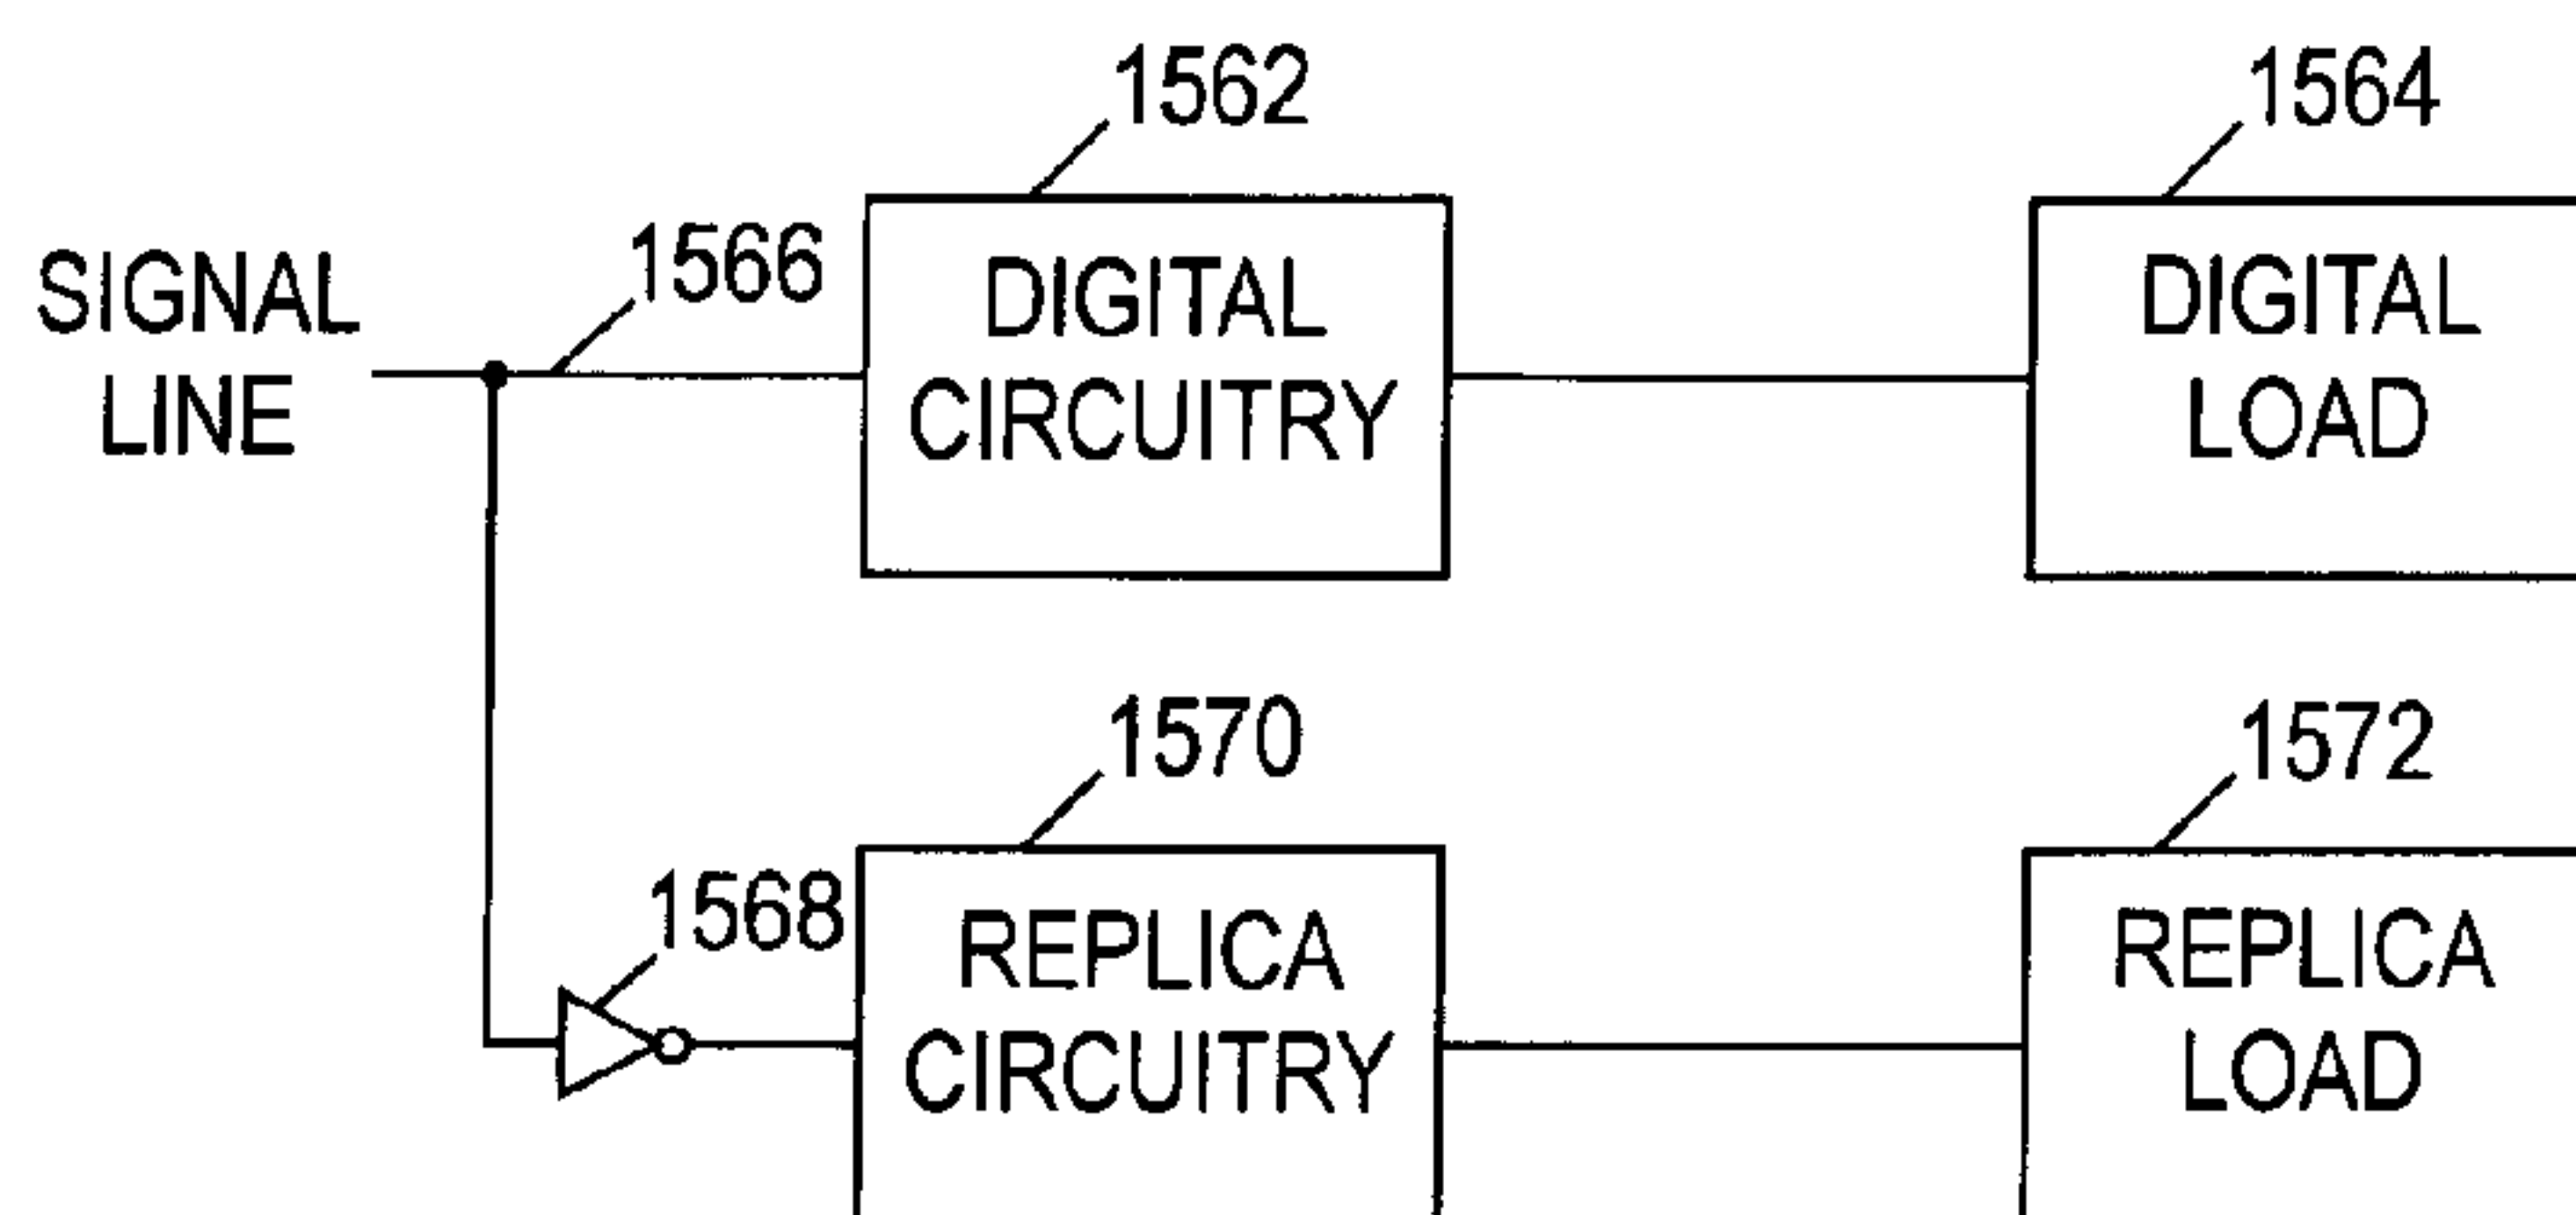 1562
1564
SIGNAL
LINE
1566
DIGITAL
CIRCUITRY
DIGITAL
LOAD
1570
1572
1568
REPLICA
CIRCUITRY
REPLICA
LOAD